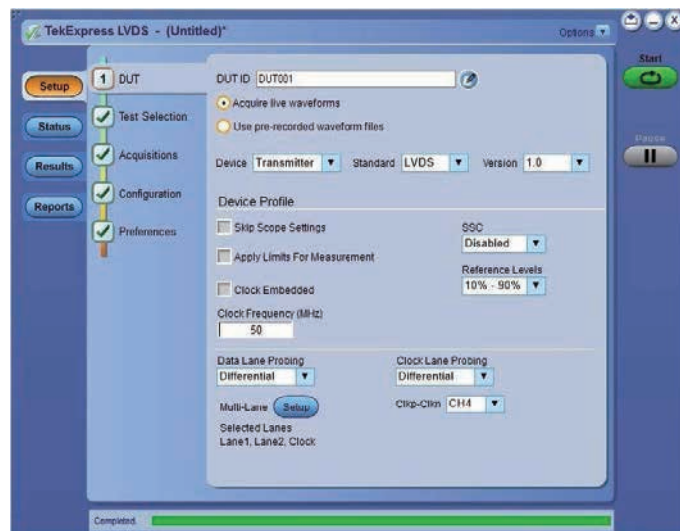 TekExpress LVDS - (Untitled)*
Options
Start
Pause
Setup
Status
Results
Reports
1 DUT
Test Selection
Acquisitions
Configuration
Preferences
DUT ID DUT001
Acquire live waveforms
Use pre-recorded waveform files
Device Transmitter Standard LVDS Version 1.0
Device Profile
Skip Scope Settings
SSC
Disabled
Apply Limits For Measurement
Reference Levels
10% - 90%
Clock Embedded
Clock Frequency (MHz)
50
Data Lane Probing
Differential
Clock Lane Probing
Differential
Multi-Lane Setup
Clkp-Clkn CH4
Selected Lanes
Lane1, Lane2, Clock
Completed.